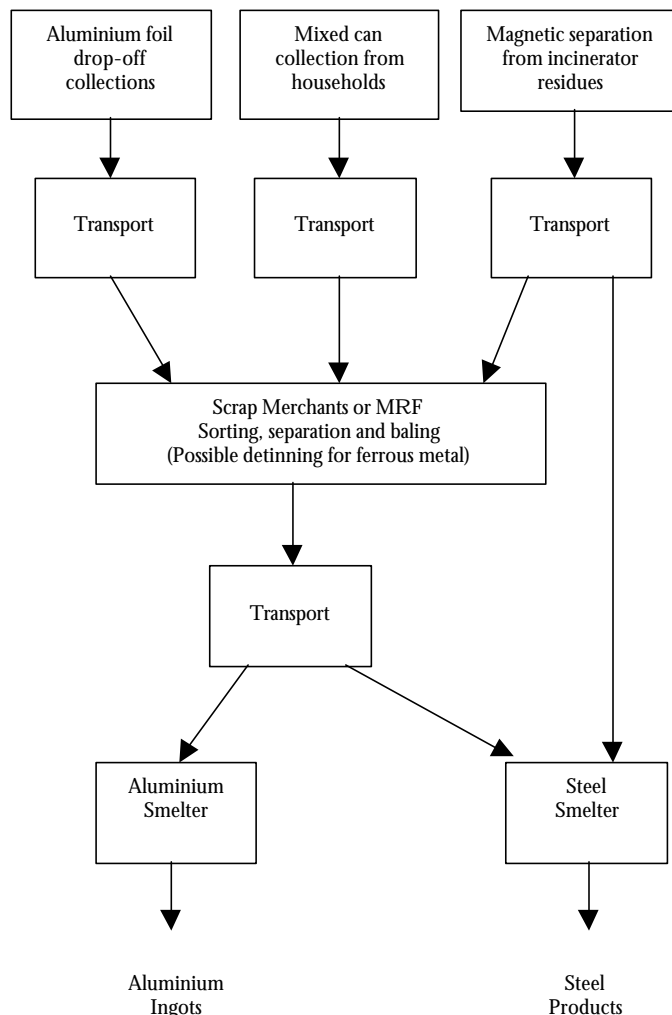 Aluminium foil
drop-off
collections
Mixed can
collection from
households
Magnetic separation
from incinerator
residues
Transport
Transport
Transport
Scrap Merchants or MRF
Sorting, separation and baling
(Possible detinning for ferrous metal)
Transport
Aluminium
Smelter
Steel
Smelter
Aluminium
Ingots
Steel
Products